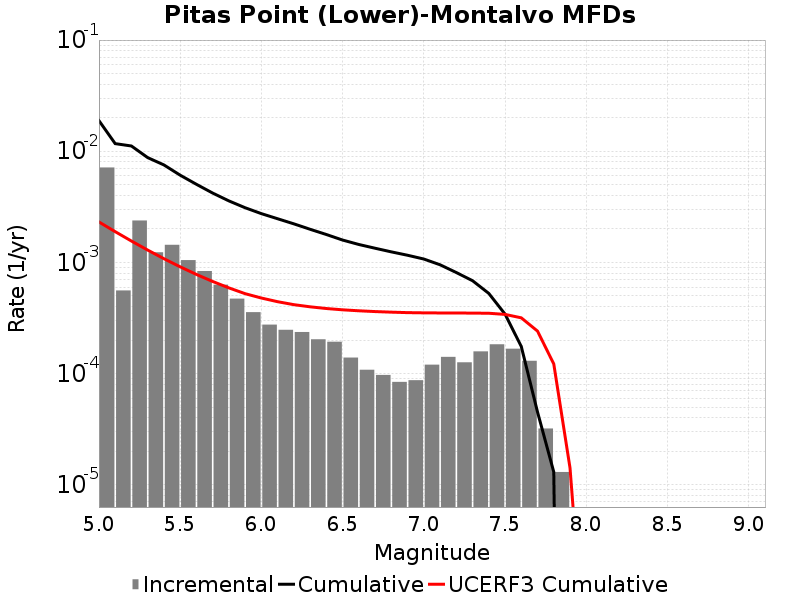 Pitas Point (Lower)-Montalvo MFDs
10-1
10-2
10-3
10-4
10-5
Rate (1/yr)
5.0 5.5 6.0 6.5 7.0 7.5 8.0 8.5 9.0
Magnitude
Incremental Cumulative UCERF3 Cumulative